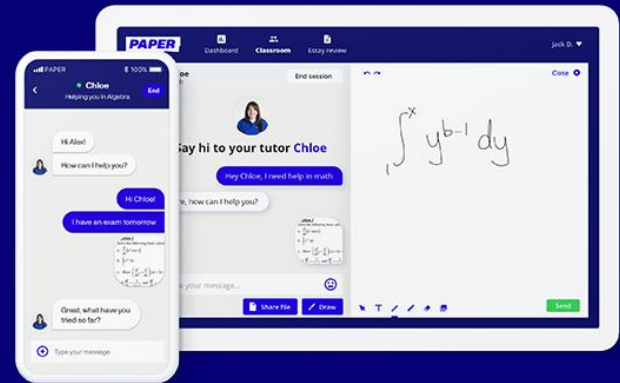 PAPER
Dashboard
Classroom
Essay review
Jack D.
End session
Close
Say hi to your tutor Chloe
Hey Chloe, I need help in math
how can I help you?
your message...
Share file
Draw
Send
∫₁ˣ y^(b-1) dy
PAPER
100%
Chloe
Helping you in Algebra
End
Hi Alex!
How can I help you?
Hi Chloe!
I have an exam tomorrow
Great, what have you
tried so far?
Type your message